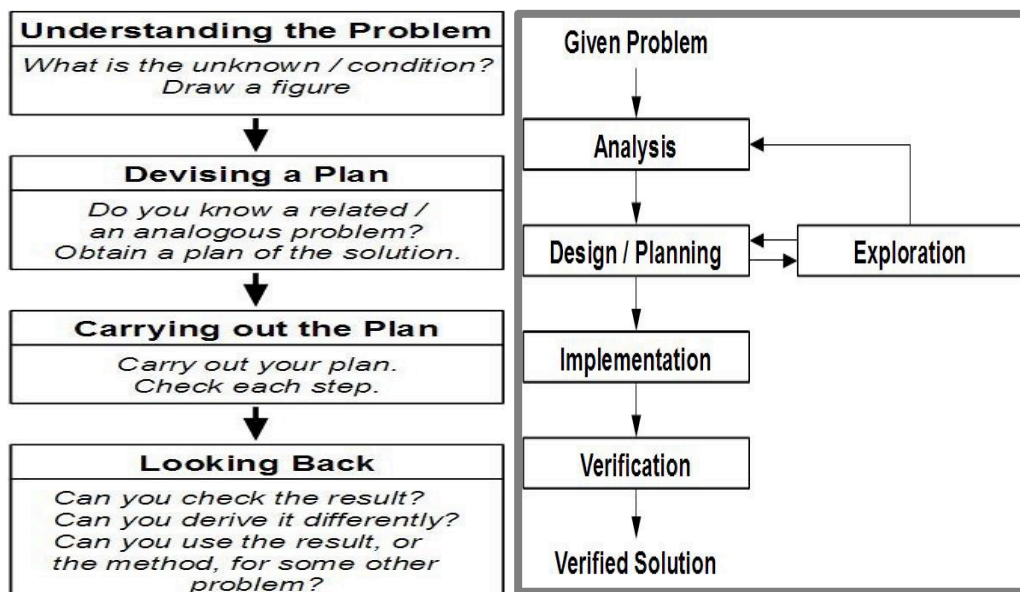 Understanding the Problem
What is the unknown / condition?
Draw a figure
Devising a Plan
Do you know a related /
an analogous problem?
Obtain a plan of the solution.
Carrying out the Plan
Carry out your plan.
Check each step.
Looking Back
Can you check the result?
Can you derive it differently?
Can you use the result, or
the method, for some other
problem?
Given Problem
Analysis
Design / Planning
Exploration
Implementation
Verification
Verified Solution